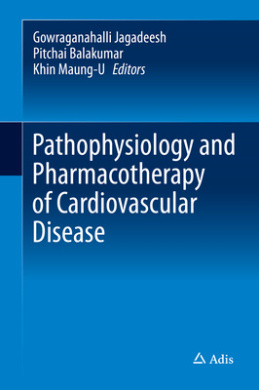 Gowraganahalli Jagadeesh
Pitchai Balakumar
Khin Maung-U Editors
Pathophysiology and
Pharmacotherapy
of Cardiovascular
Disease
Adis